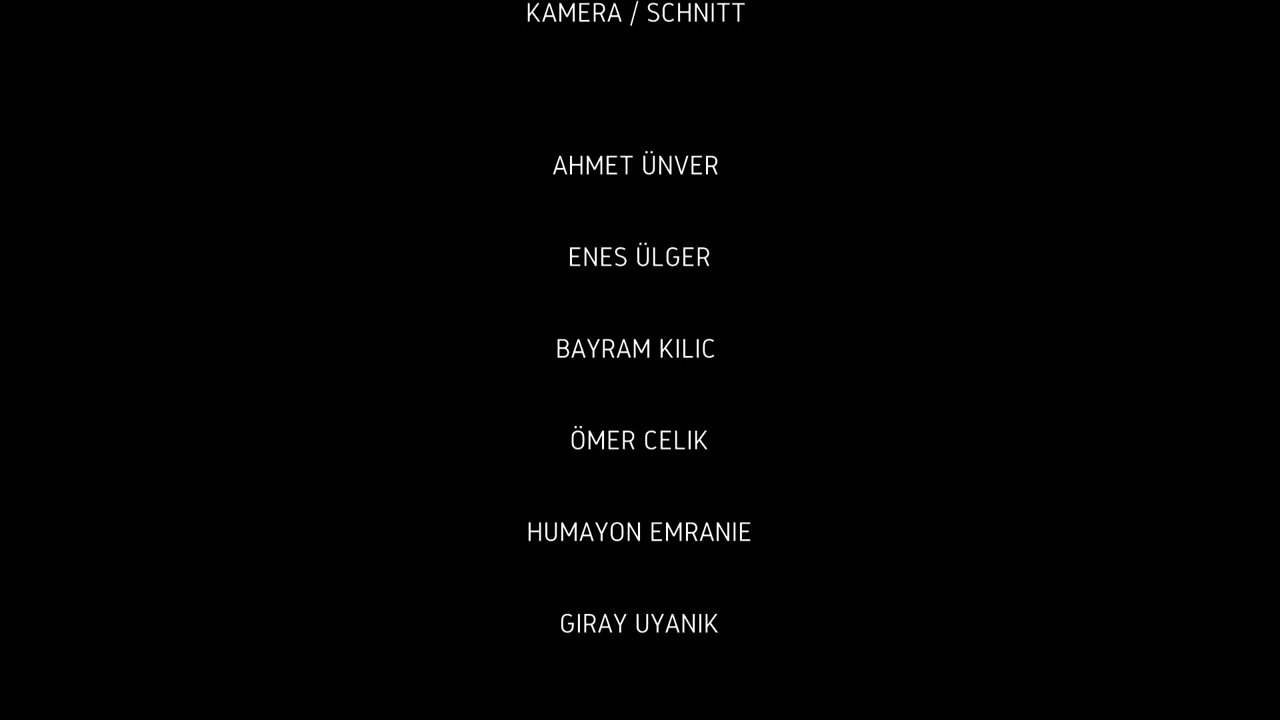 KAMERA / SCHNITT
AHMET ÜNVER
ENES ÜLGER
BAYRAM KILIC
ÖMER CELIK
HUMAYON EMRANIE
GIRAY UYANIK